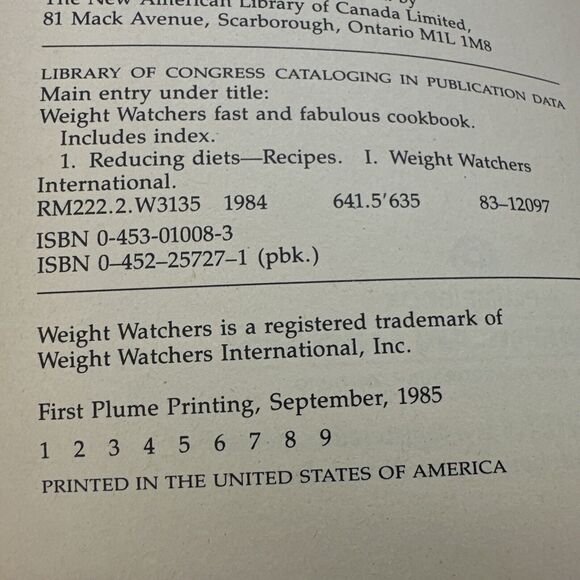 The New American Library of Canada Limited,
81 Mack Avenue, Scarborough, Ontario M1L 1M8
LIBRARY OF CONGRESS CATALOGING IN PUBLICATION DATA
Main entry under title:
Weight Watchers fast and fabulous cookbook.
Includes index.
1. Reducing diets—Recipes. I. Weight Watchers
International.
RM222.2.W3135 1984 641.5'635 83-12097
ISBN 0-453-01008-3
ISBN 0–452–25727–1 (pbk.)
Weight Watchers is a registered trademark of
Weight Watchers International, Inc.
First Plume Printing, September, 1985
1 2 3 4 5 6 7 8 9
PRINTED IN THE UNITED STATES OF AMERICA